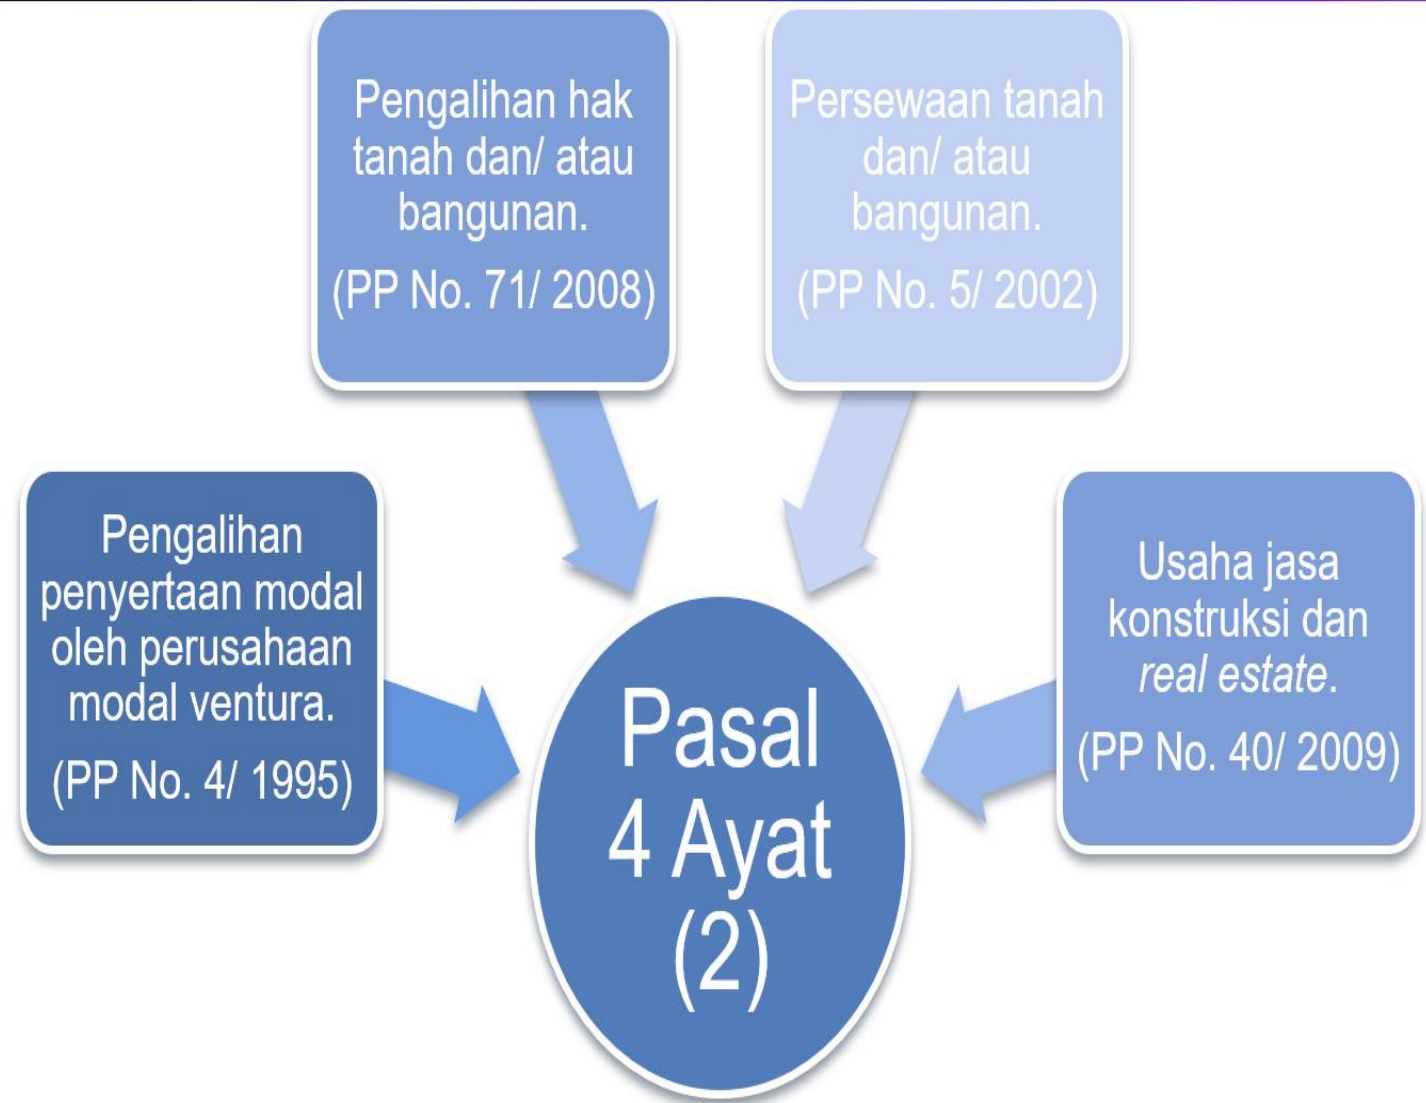 Pengalihan hak
tanah dan/ atau
bangunan.
(PP No. 71/ 2008)
Persewaan tanah
dan/ atau
bangunan.
(PP No. 5/ 2002)
Pengalihan
penyertaan modal
oleh perusahaan
modal ventura.
(PP No. 4/ 1995)
Usaha jasa
konstruksi dan
real estate.
(PP No. 40/ 2009)
Pasal
4 Ayat
(2)